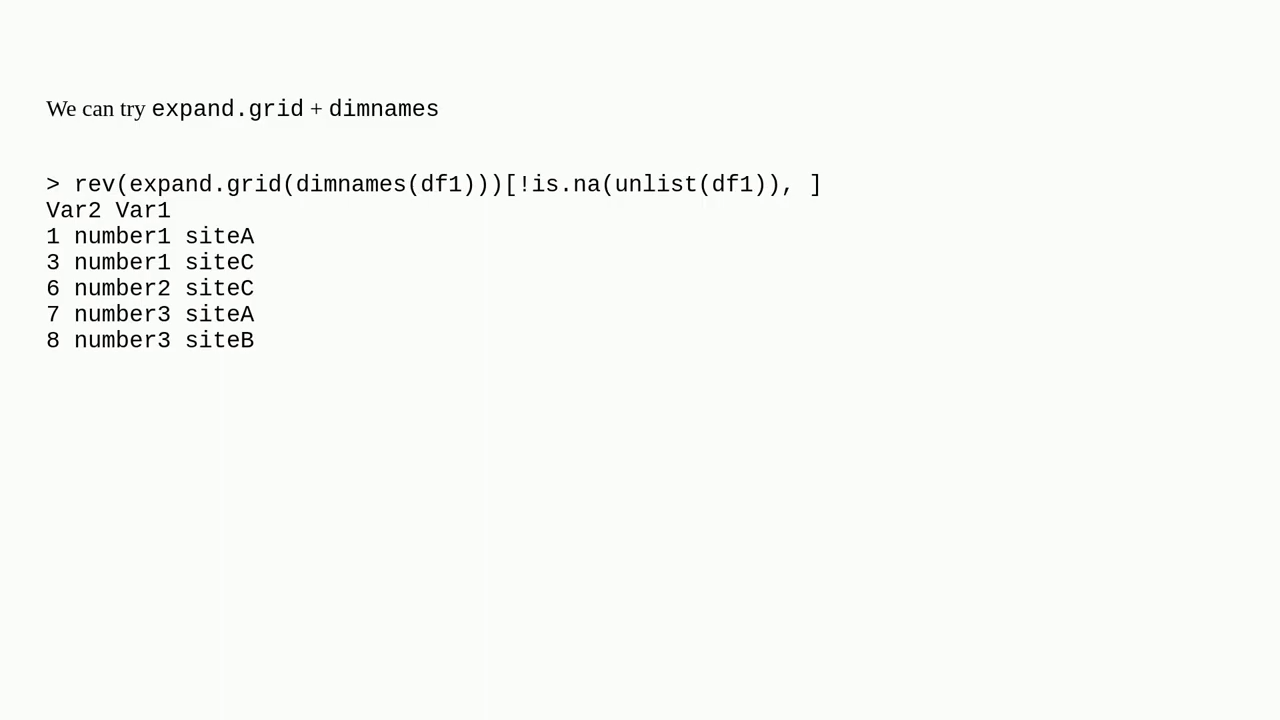 We can try expand.grid + dimnames
> rev(expand.grid(dimnames(df1)))[!is.na(unlist(df1)), ]
Var2 Var1
1 number1 siteA
3 number1 siteC
6 number2 siteC
7 number3 siteA
8 number3 siteB